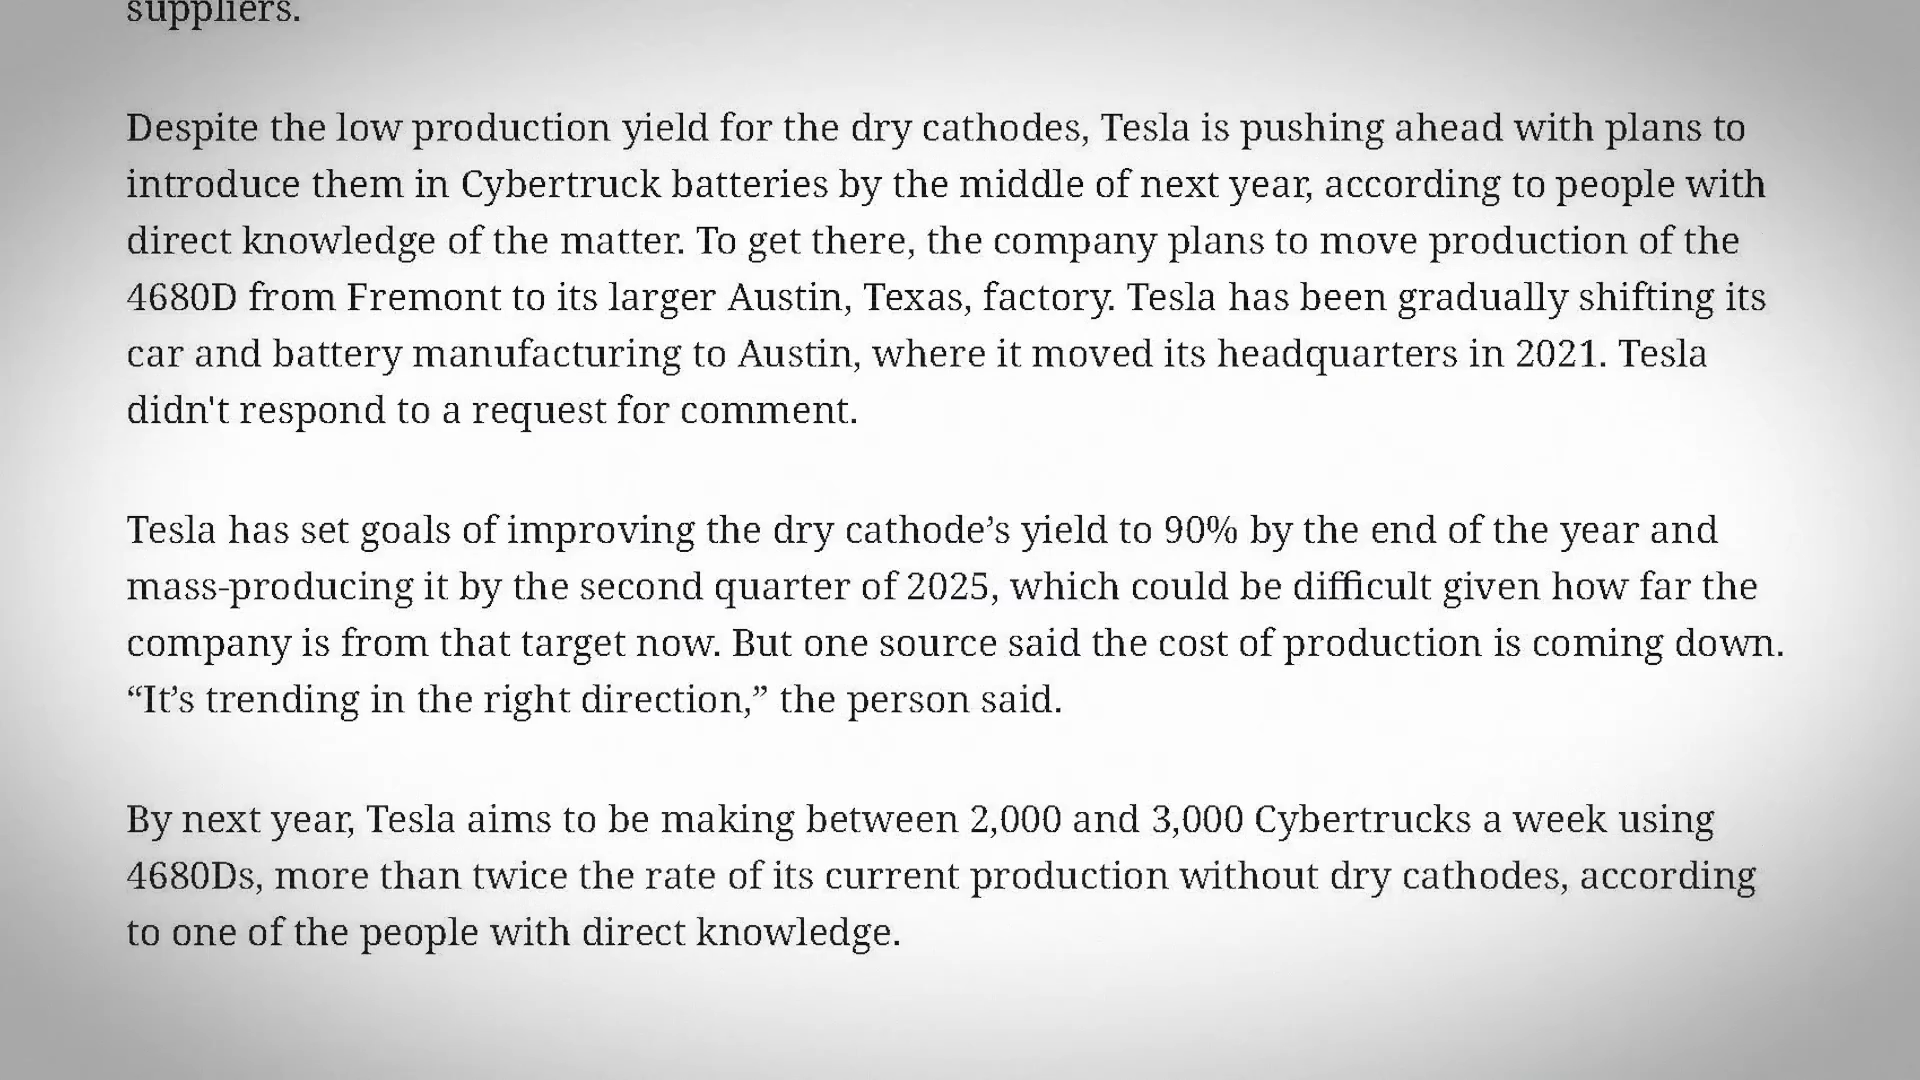 suppliers.
Despite the low production yield for the dry cathodes, Tesla is pushing ahead with plans to
introduce them in Cybertruck batteries by the middle of next year, according to people with
direct knowledge of the matter. To get there, the company plans to move production of the
4680D from Fremont to its larger Austin, Texas, factory. Tesla has been gradually shifting its
car and battery manufacturing to Austin, where it moved its headquarters in 2021. Tesla
didn't respond to a request for comment.
Tesla has set goals of improving the dry cathode’s yield to 90% by the end of the year and
mass-producing it by the second quarter of 2025, which could be difficult given how far the
company is from that target now. But one source said the cost of production is coming down.
“It’s trending in the right direction,” the person said.
By next year, Tesla aims to be making between 2,000 and 3,000 Cybertrucks a week using
4680Ds, more than twice the rate of its current production without dry cathodes, according
to one of the people with direct knowledge.